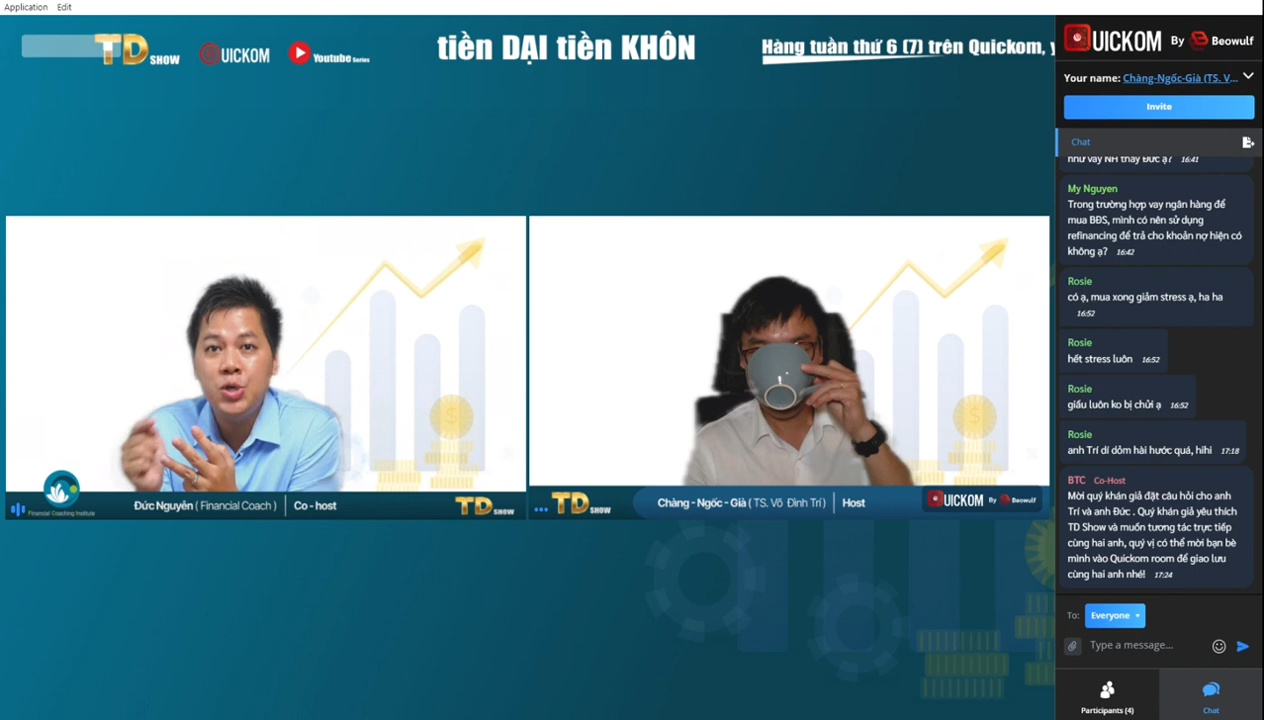 Application Edit
TD SHOW
QUICKOM
Youtube Series
tiền DẠI tiền KHÔN
Hàng tuần thứ 6 (7) trên Quickom, y
QUICKOM By Beowulf
Your name: Chàng-Ngốc-Già (TS. V...
Invite
Chat
như vay NH thầy Đức ạ? 16:41
My Nguyen
Trong trường hợp vay ngân hàng để
mua BĐS, mình có nên sử dụng
refinancing để trả cho khoản nợ hiện có
không ạ? 16:42
Rosie
có ạ, mua xong giảm stress ạ, ha ha
16:52
Rosie
hết stress luôn 16:52
Rosie
giấu luôn ko bị chửi ạ 16:52
Rosie
anh Trí dí dỏm hài hước quá, hihi 17:18
BTC Co-Host
Mời quý khán giả đặt câu hỏi cho anh
Trí và anh Đức . Quý khán giả yêu thích
TD Show và muốn tương tác trực tiếp
cùng hai anh, quý vị có thể mời bạn bè
mình vào Quickom room để giao lưu
cùng hai anh nhé! 17:24
Financial Coaching Institute
Đức Nguyễn ( Financial Coach ) Co-host
TD SHOW
TD SHOW
Chàng - Ngốc - Già ( TS. Võ Đình Trí ) Host
QUICKOM By Beowulf
To: Everyone
Type a message...
Participants (4)
Chat